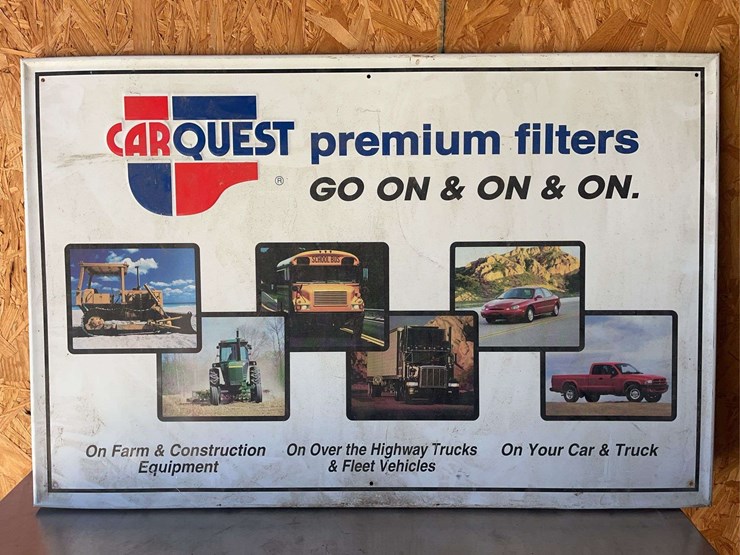 CARQUEST premium filters
®
GO ON & ON & ON.
SCHOOL BUS
On Farm & Construction
Equipment
On Over the Highway Trucks
& Fleet Vehicles
On Your Car & Truck